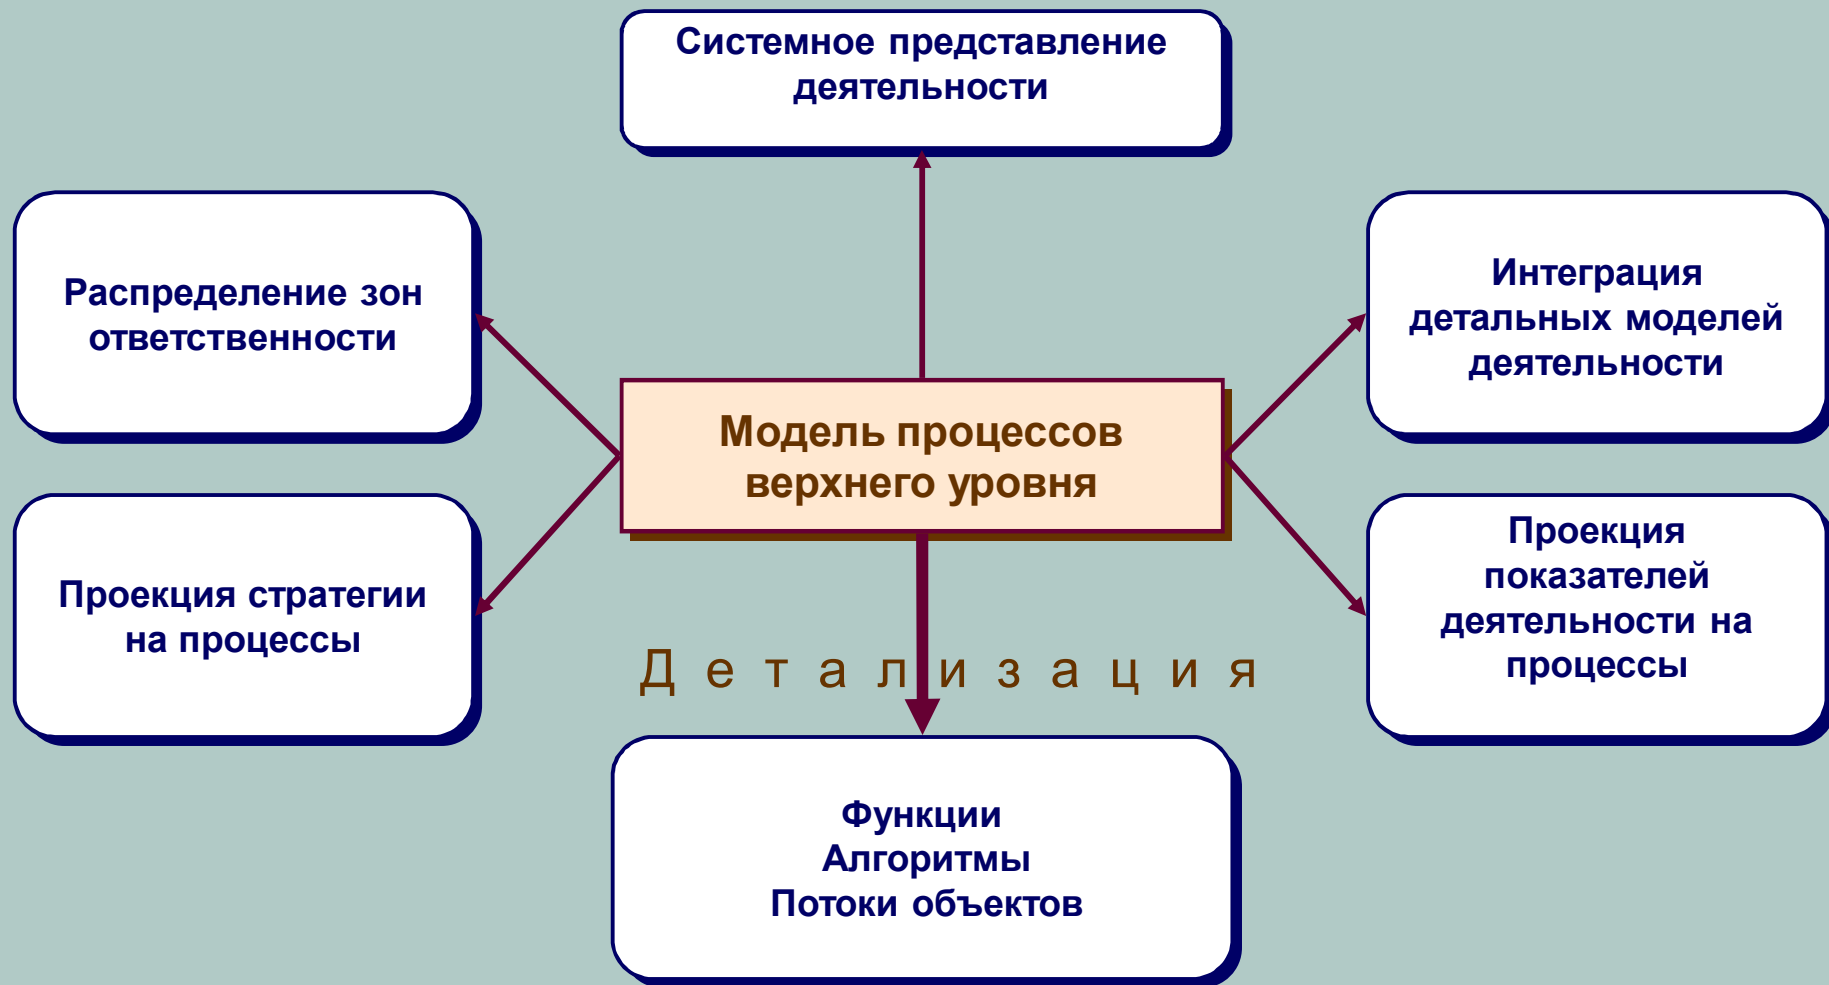 Системное представление
деятельности
Распределение зон
ответственности
Интеграция
детальных моделей
деятельности
Модель процессов
верхнего уровня
Проекция стратегии
на процессы
Проекция
показателей
деятельности на
процессы
Детализация
Функции
Алгоритмы
Потоки объектов